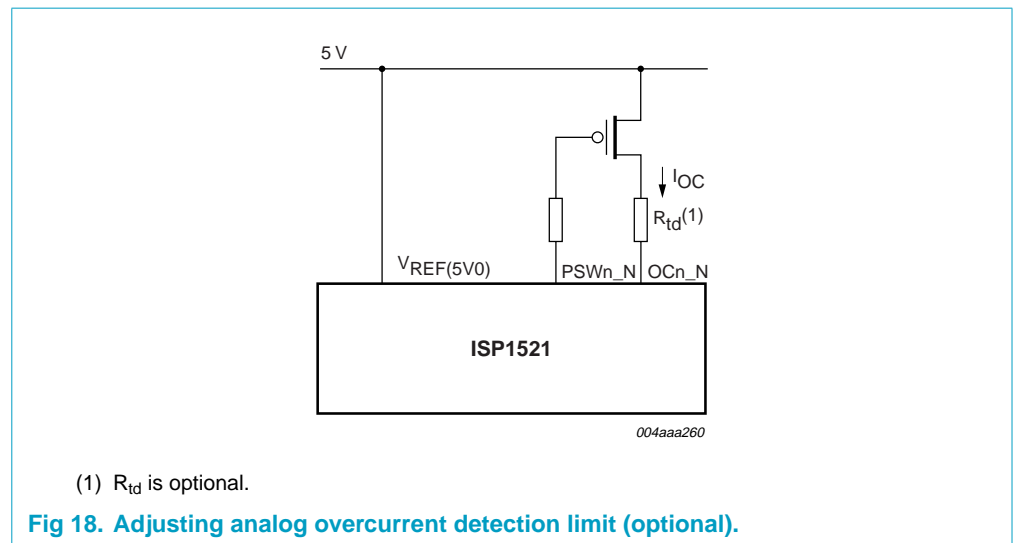 5 V
I_OC
R_td(1)
V_REF(5V0)
PSWn_N
OCn_N
ISP1521
004aaa260
(1) R_td is optional.
Fig 18. Adjusting analog overcurrent detection limit (optional).